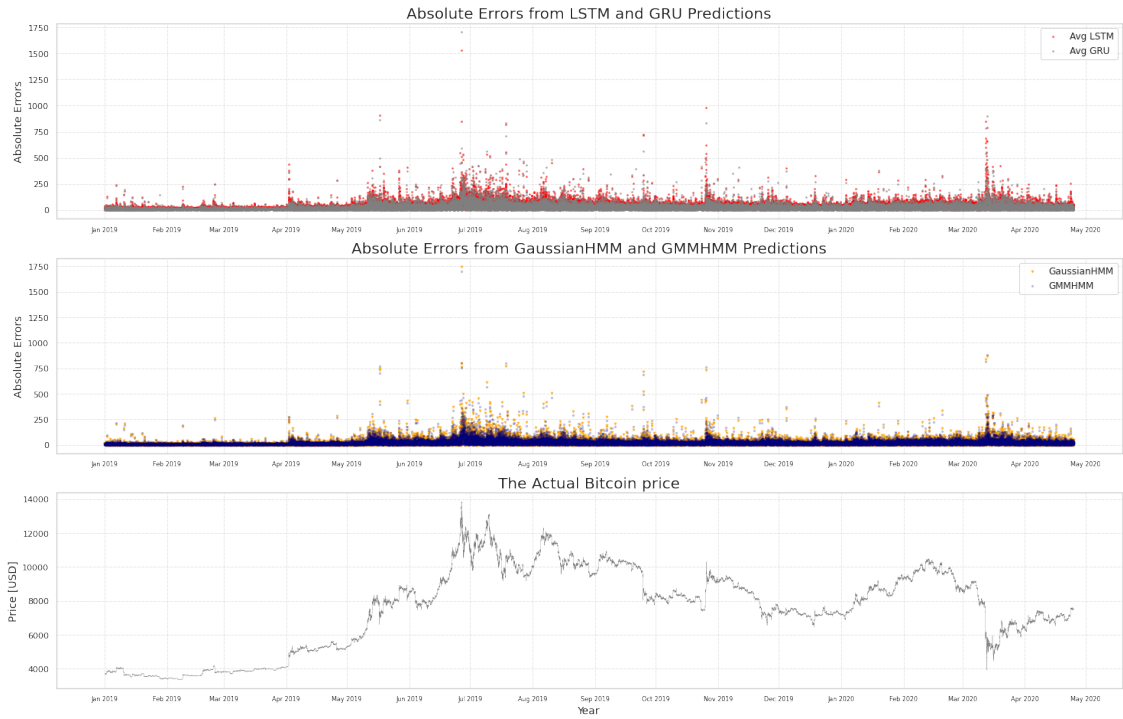 Absolute Errors from LSTM and GRU Predictions
Absolute Errors
1750
1500
1250
1000
750
500
250
0
Avg LSTM
Avg GRU
Jan 2019 Feb 2019 Mar 2019 Apr 2019 May 2019 Jun 2019 Jul 2019 Aug 2019 Sep 2019 Oct 2019 Nov 2019 Dec 2019 Jan 2020 Feb 2020 Mar 2020 Apr 2020 May 2020
Absolute Errors from GaussianHMM and GMMHMM Predictions
Absolute Errors
1750
1500
1250
1000
750
500
250
0
GaussianHMM
GMMHMM
Jan 2019 Feb 2019 Mar 2019 Apr 2019 May 2019 Jun 2019 Jul 2019 Aug 2019 Sep 2019 Oct 2019 Nov 2019 Dec 2019 Jan 2020 Feb 2020 Mar 2020 Apr 2020 May 2020
The Actual Bitcoin price
Price [USD]
14000
12000
10000
8000
6000
4000
Jan 2019 Feb 2019 Mar 2019 Apr 2019 May 2019 Jun 2019 Jul 2019 Aug 2019 Sep 2019 Oct 2019 Nov 2019 Dec 2019 Jan 2020 Feb 2020 Mar 2020 Apr 2020 May 2020
Year